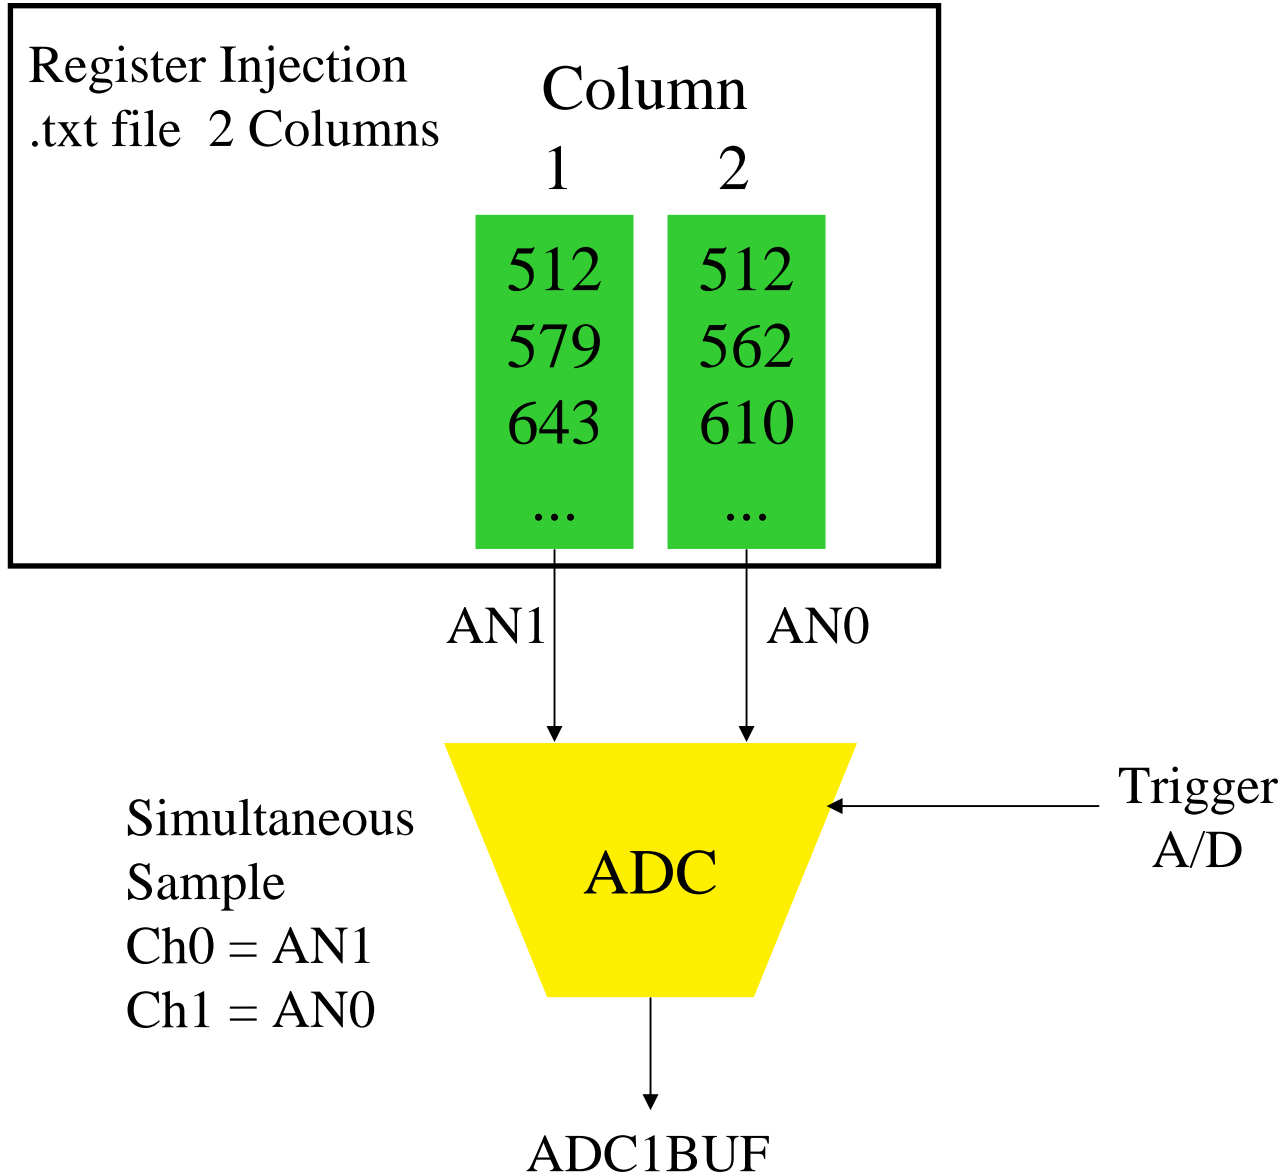 Register Injection
.txt file 2 Columns
Column
1 2
512 512
579 562
643 610
... ...
AN1 AN0
Trigger
A/D
Simultaneous
Sample
Ch0 = AN1
Ch1 = AN0
ADC
ADC1BUF